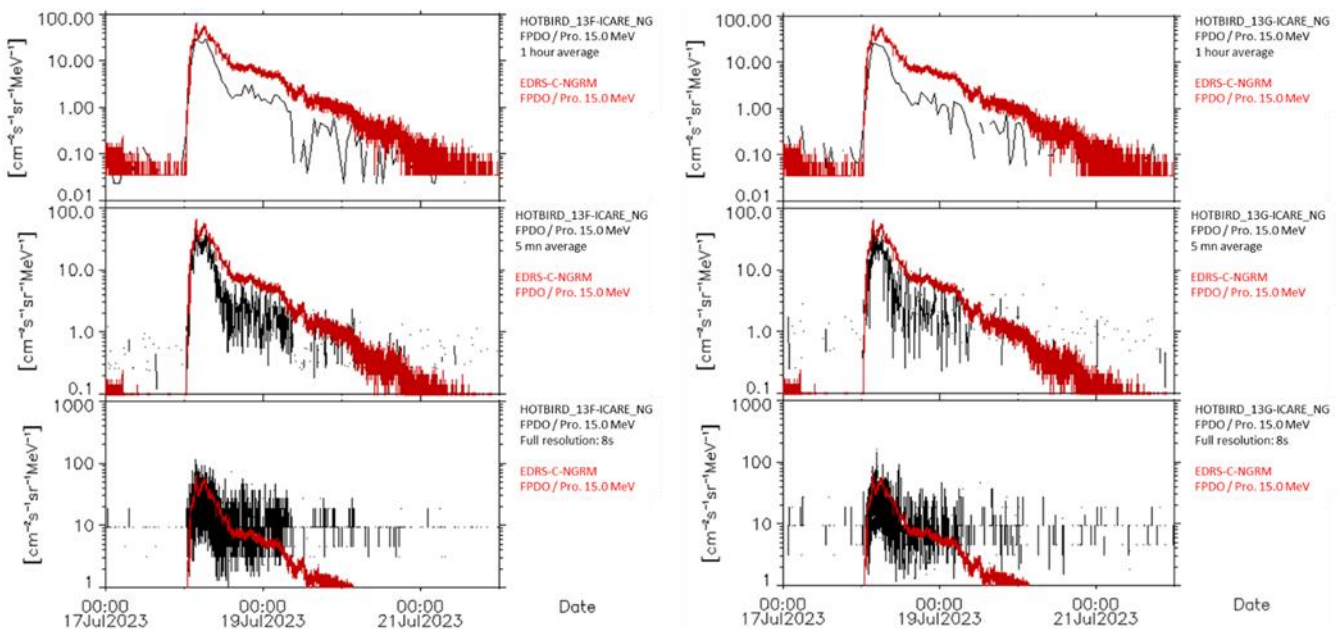 100.00
10.00
1.00
0.10
0.01
[cm⁻²s⁻¹sr⁻¹MeV⁻¹]
HOTBIRD_13F-ICARE_NG
FPDO / Pro. 15.0 MeV
1 hour average
EDRS-C-NGRM
FPDO / Pro. 15.0 MeV
100.0
10.0
1.0
0.1
[cm⁻²s⁻¹sr⁻¹MeV⁻¹]
HOTBIRD_13F-ICARE_NG
FPDO / Pro. 15.0 MeV
5 mn average
EDRS-C-NGRM
FPDO / Pro. 15.0 MeV
1000
100
10
1
[cm⁻²s⁻¹sr⁻¹MeV⁻¹]
HOTBIRD_13F-ICARE_NG
FPDO / Pro. 15.0 MeV
Full resolution: 8s
EDRS-C-NGRM
FPDO / Pro. 15.0 MeV
00:00 00:00 00:00
17Jul2023 19Jul2023 21Jul2023
Date
100.00
10.00
1.00
0.10
0.01
[cm⁻²s⁻¹sr⁻¹MeV⁻¹]
HOTBIRD_13G-ICARE_NG
FPDO / Pro. 15.0 MeV
1 hour average
EDRS-C-NGRM
FPDO / Pro. 15.0 MeV
100.0
10.0
1.0
0.1
[cm⁻²s⁻¹sr⁻¹MeV⁻¹]
HOTBIRD_13G-ICARE_NG
FPDO / Pro. 15.0 MeV
5 mn average
EDRS-C-NGRM
FPDO / Pro. 15.0 MeV
1000
100
10
1
[cm⁻²s⁻¹sr⁻¹MeV⁻¹]
HOTBIRD_13G-ICARE_NG
FPDO / Pro. 15.0 MeV
Full resolution: 8s
EDRS-C-NGRM
FPDO / Pro. 15.0 MeV
00:00 00:00 00:00
17Jul2023 19Jul2023 21Jul2023
Date